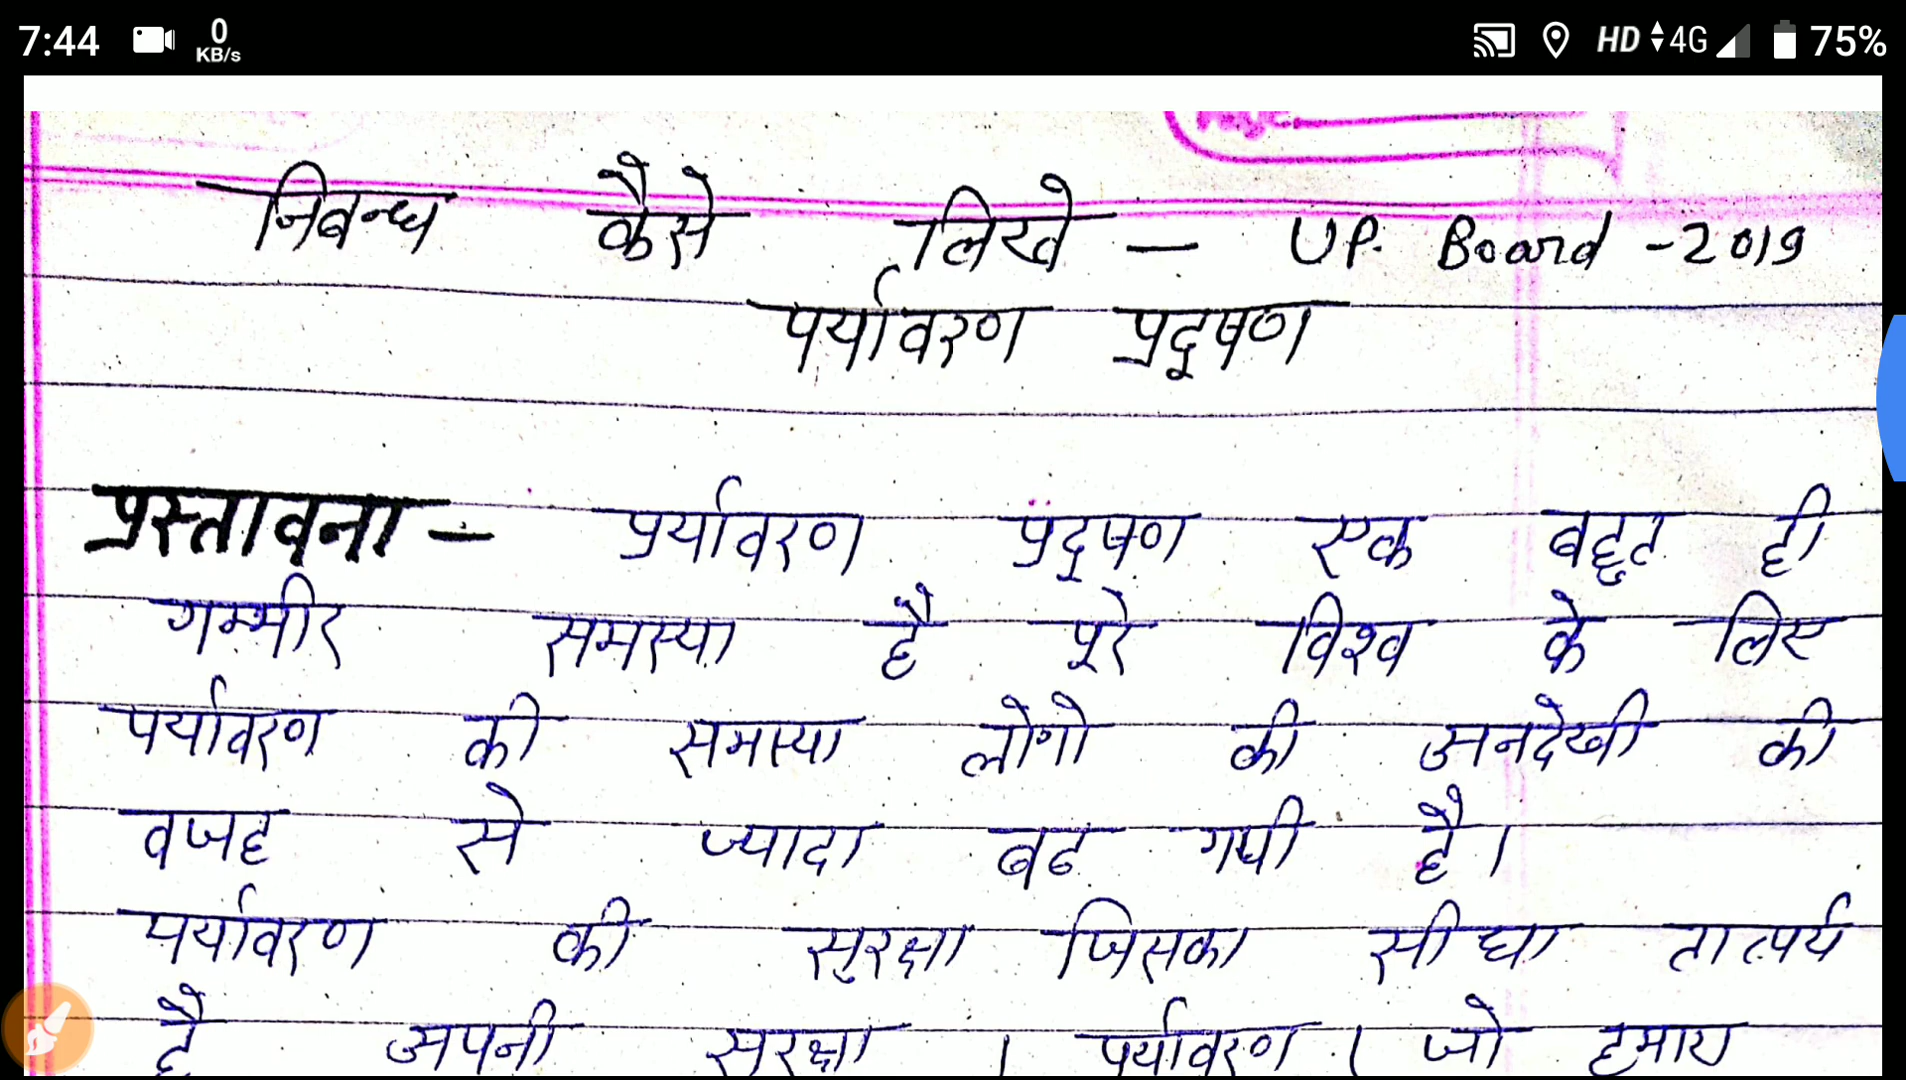 7:44 0 KB/s HD 4G 75%
निबन्ध कैसे लिखे – UP. Board -2019
पर्यावरण प्रदूषण
प्रस्तावना – प्रर्यावरण प्रदूषण एक बहुट ही
गम्भीर समस्या है पूरे विश्व के लिए
पर्यावरण की समस्या लोगो की अनदेखी की
वजह से ज्यादा बढ गयी है।
पर्यावरण की सुरक्षा जिसका सीधा तात्पर्य
है अपनी सुरक्षा । पर्यावरण । जो हमारा